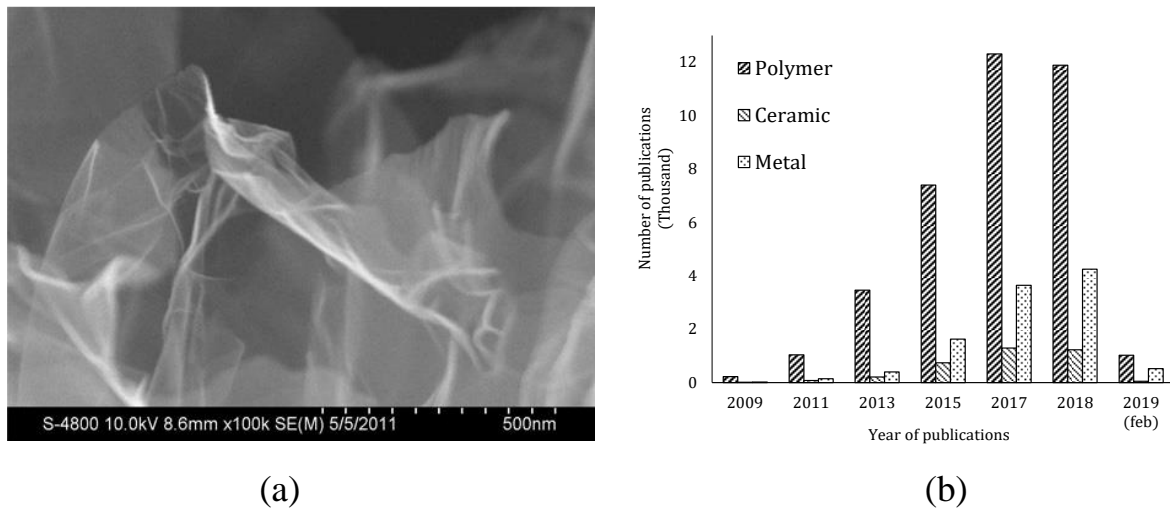 S-4800 10.0kV 8.6mm x100k SE(M) 5/5/2011 500nm
(a)
Number of publications
(Thousand)
12
10
8
6
4
2
0
Polymer
Ceramic
Metal
2009 2011 2013 2015 2017 2018 2019
(feb)
Year of publications
(b)